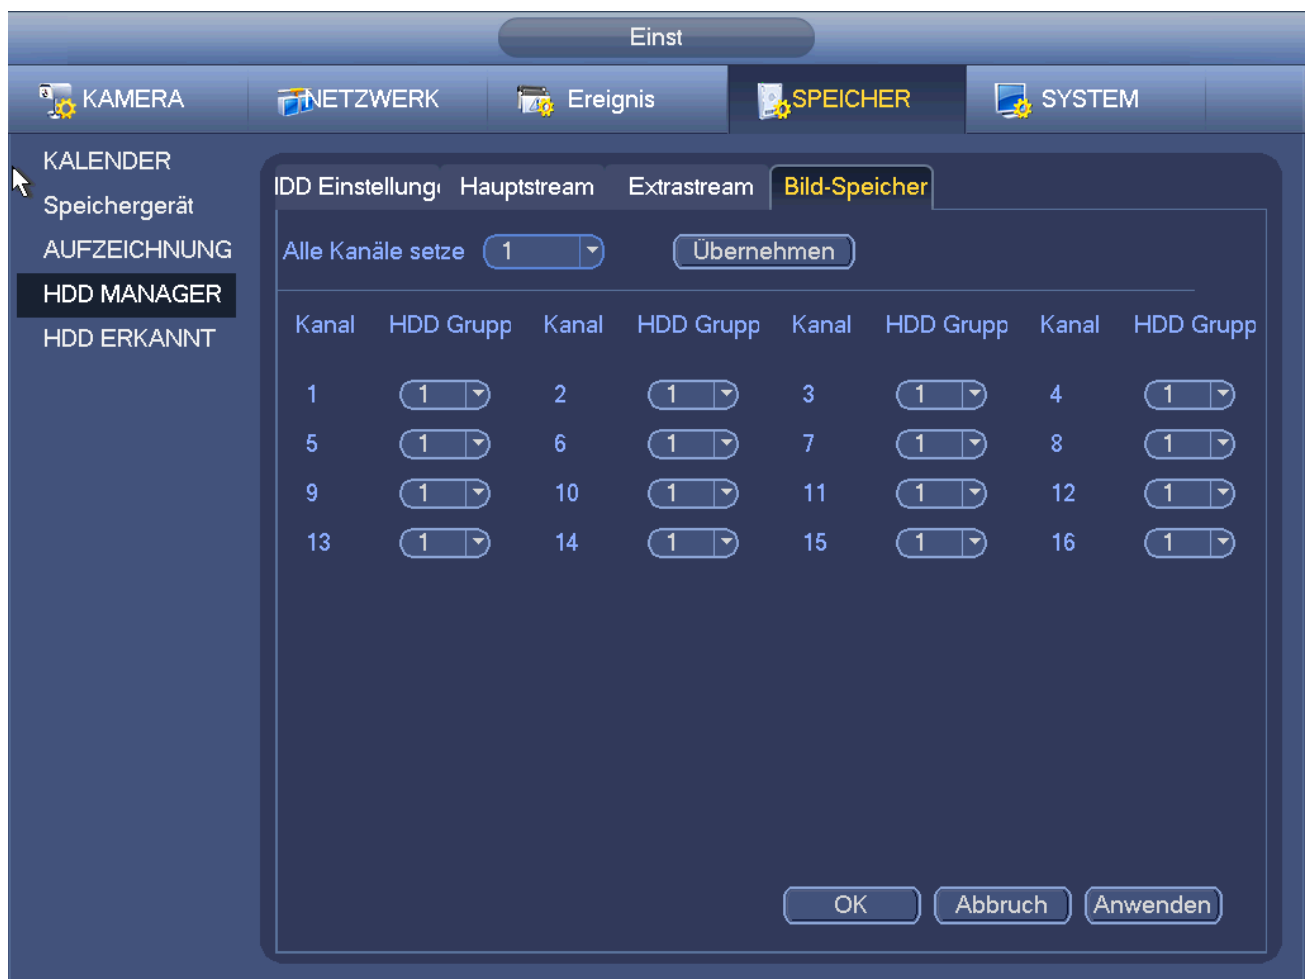 Einst
KAMERA NETZWERK Ereignis SPEICHER SYSTEM
KALENDER
Speichergerät
AUFZEICHNUNG
HDD MANAGER
HDD ERKANNT
IDD Einstellung Hauptstream Extrastream Bild-Speicher
Alle Kanäle setze 1 Übernehmen
Kanal HDD Grupp Kanal HDD Grupp Kanal HDD Grupp Kanal HDD Grupp
1 1 2 1 3 1 4 1
5 1 6 1 7 1 8 1
9 1 10 1 11 1 12 1
13 1 14 1 15 1 16 1
OK Abbruch Anwenden